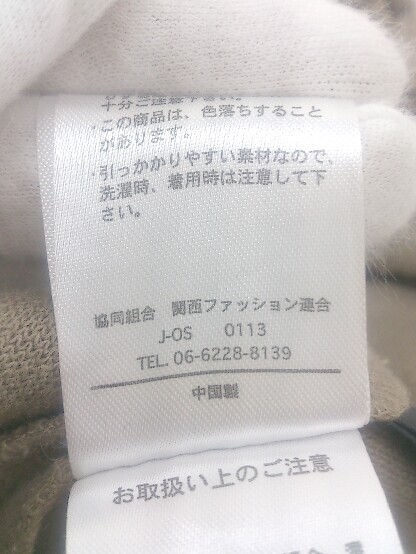 ・この商品は、色落ちすること
があります。
・引っかかりやすい素材なので、
洗濯時、着用時は注意して下
さい。
協同組合　関西ファッション連合
J-OS　0113
TEL. 06-6228-8139
中国製
お取扱い上のご注意